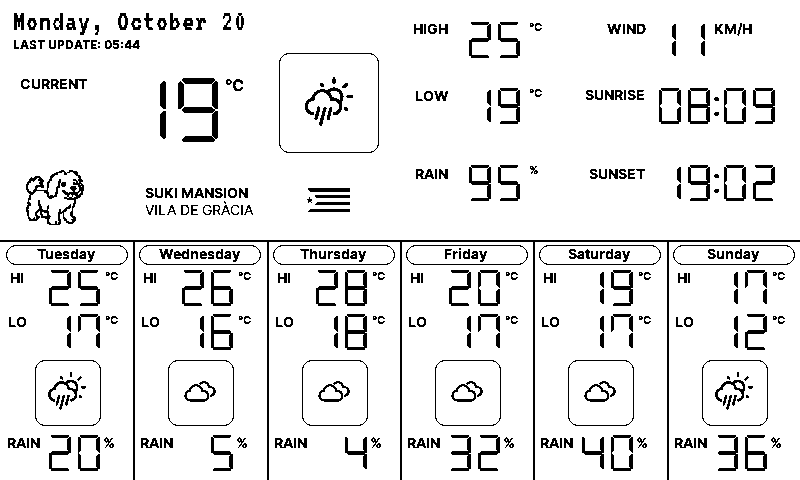 Monday, October 20
LAST UPDATE: 05:44
CURRENT
19 °C
SUKI MANSION
VILA DE GRÀCIA
HIGH 25 °C
LOW 19 °C
RAIN 95 %
WIND 11 KM/H
SUNRISE 08:09
SUNSET 19:02
Tuesday
HI 25 °C
LO 17 °C
RAIN 20 %
Wednesday
HI 26 °C
LO 16 °C
RAIN 5 %
Thursday
HI 28 °C
LO 18 °C
RAIN 4 %
Friday
HI 20 °C
LO 17 °C
RAIN 32 %
Saturday
HI 19 °C
LO 17 °C
RAIN 40 %
Sunday
HI 17 °C
LO 12 °C
RAIN 36 %